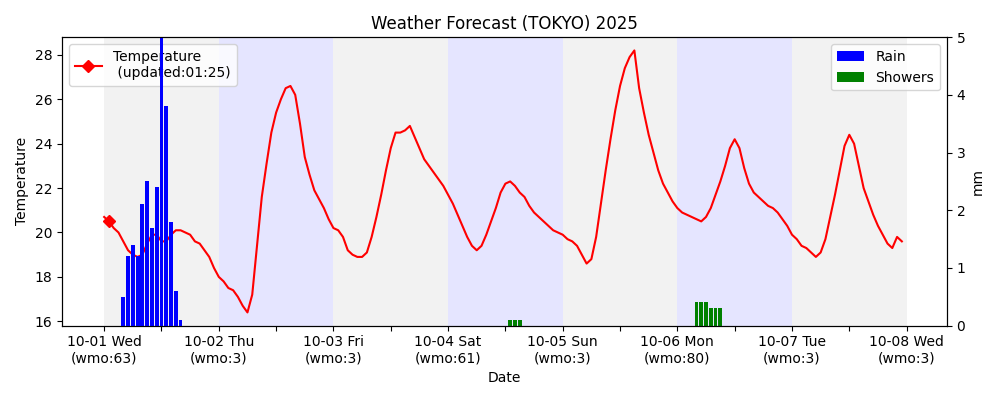 Weather Forecast (TOKYO) 2025
Temperature
(updated:01:25)
Rain
Showers
Temperature
28
26
24
22
20
18
16
5
4
3
2
1
0
mm
10-01 Wed
(wmo:63)
10-02 Thu
(wmo:3)
10-03 Fri
(wmo:3)
10-04 Sat
(wmo:61)
10-05 Sun
(wmo:3)
10-06 Mon
(wmo:80)
10-07 Tue
(wmo:3)
10-08 Wed
(wmo:3)
Date